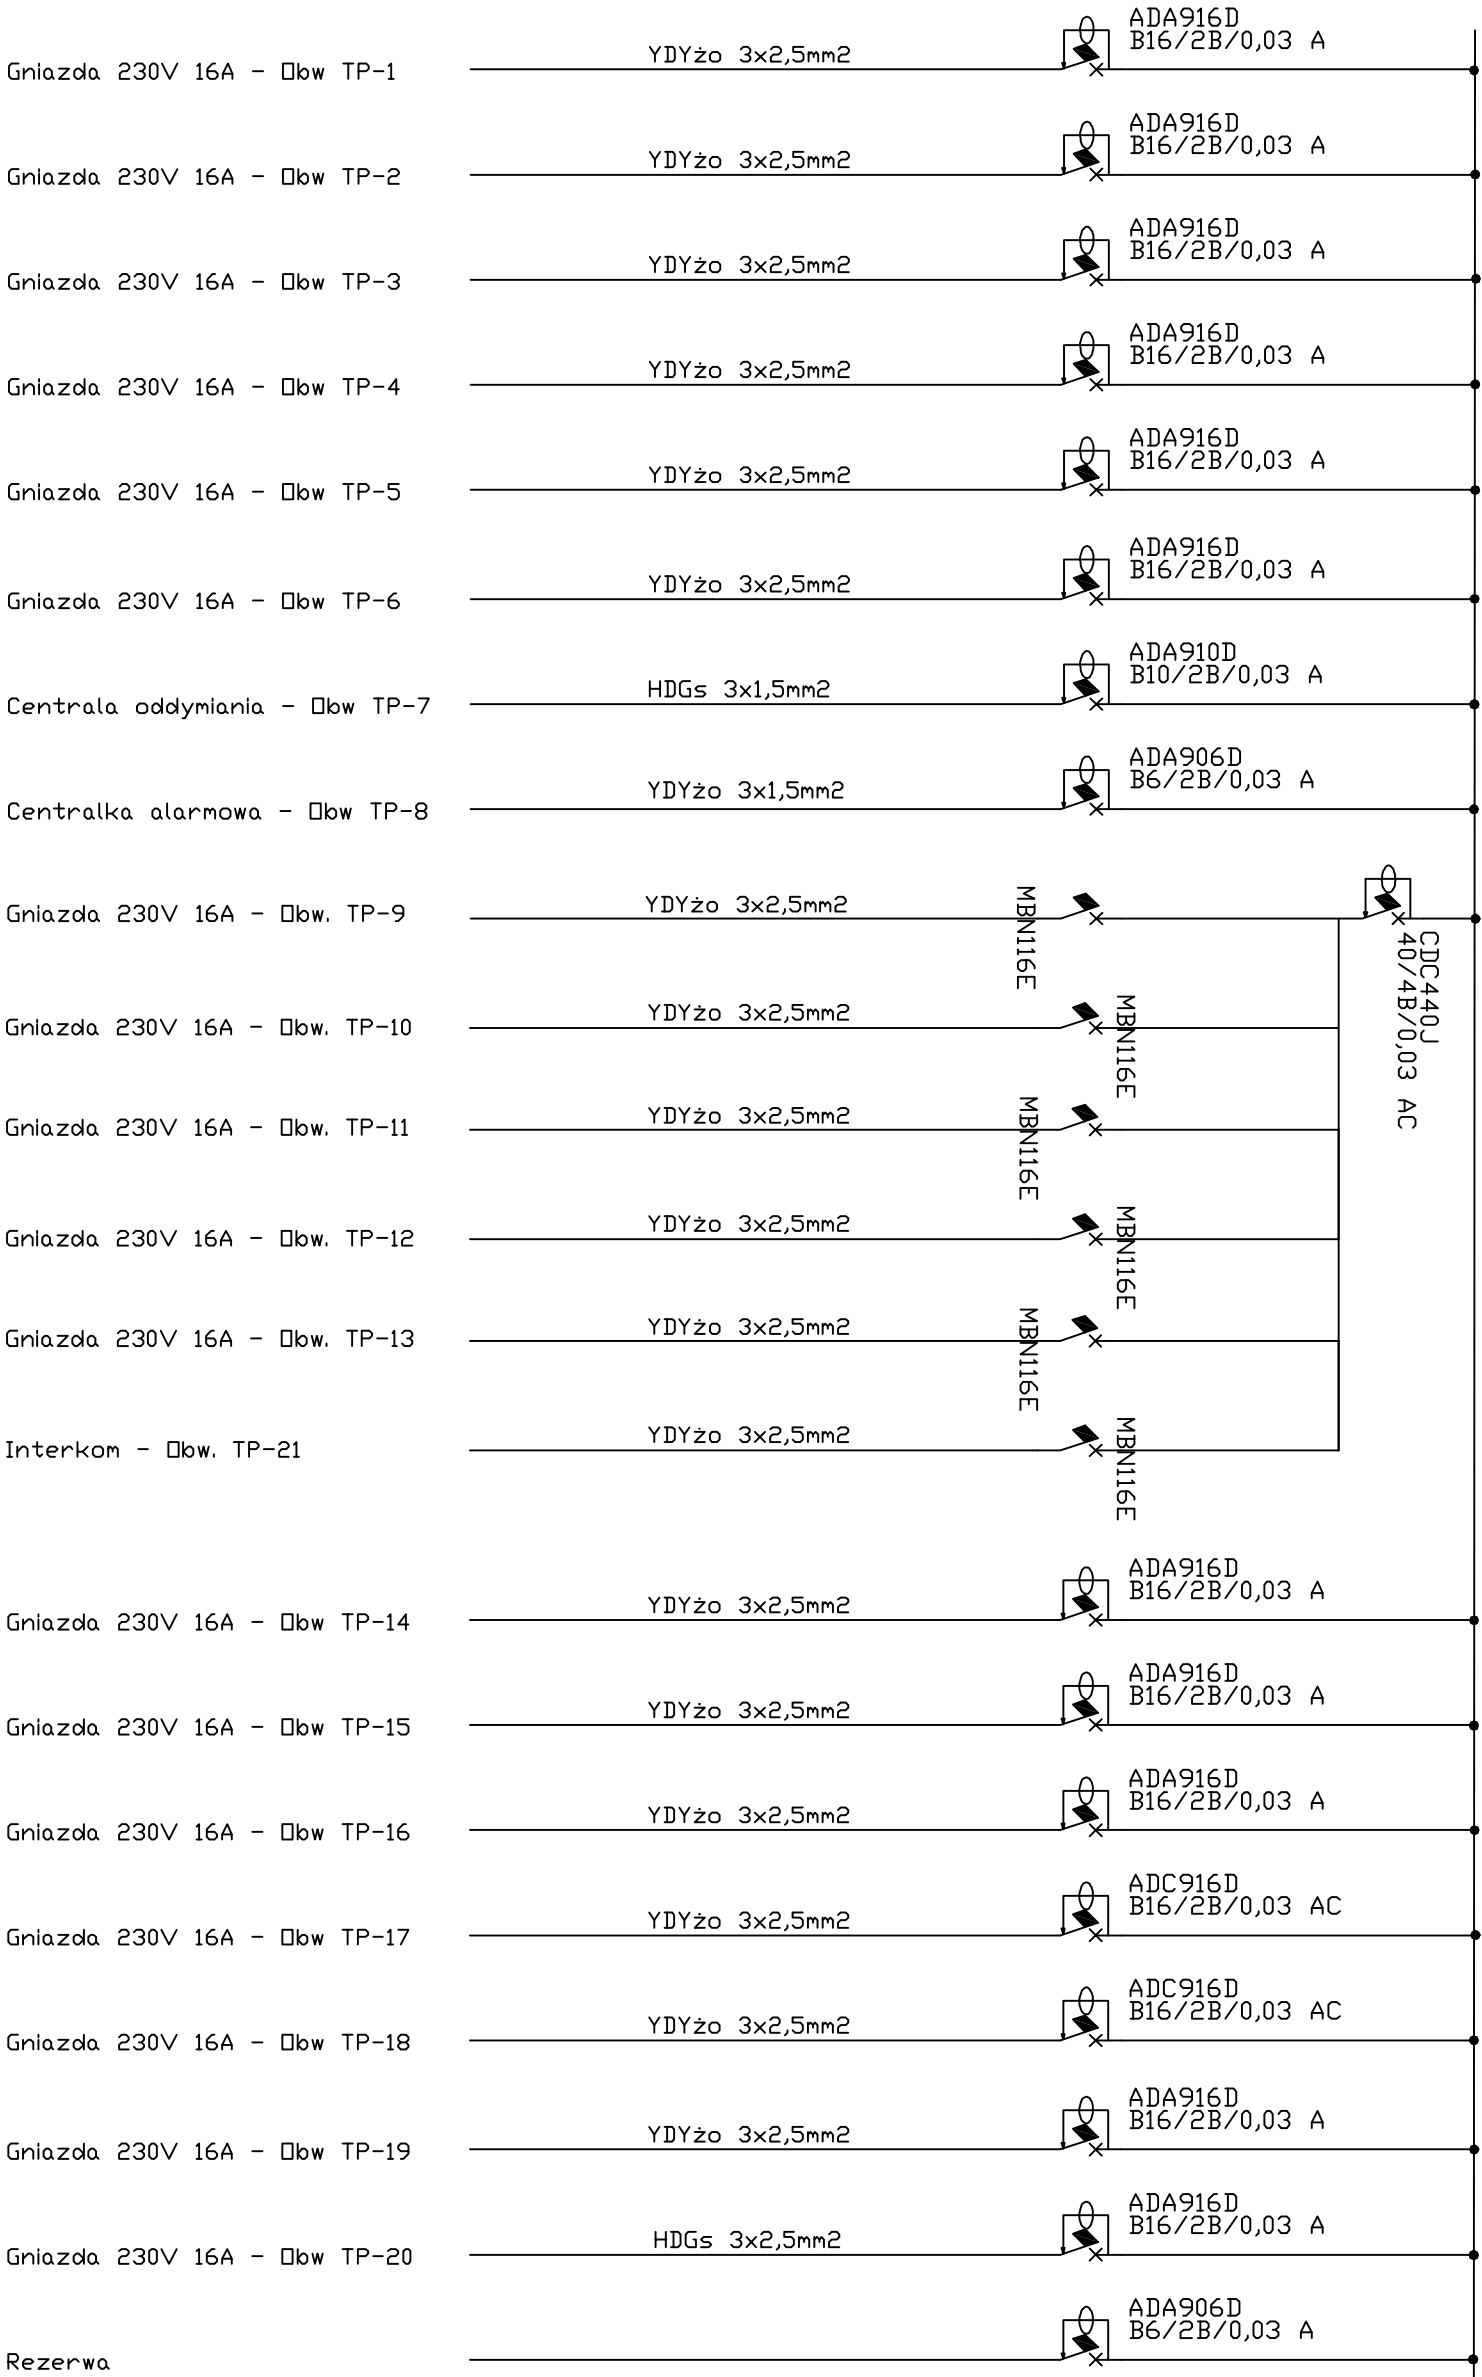 ADA916D
B16/2B/0,03 A
YDYżo 3x2,5mm2
Gniazda 230V 16A - Obw TP-1
ADA916D
B16/2B/0,03 A
YDYżo 3x2,5mm2
Gniazda 230V 16A - Obw TP-2
ADA916D
B16/2B/0,03 A
YDYżo 3x2,5mm2
Gniazda 230V 16A - Obw TP-3
ADA916D
B16/2B/0,03 A
YDYżo 3x2,5mm2
Gniazda 230V 16A - Obw TP-4
ADA916D
B16/2B/0,03 A
YDYżo 3x2,5mm2
Gniazda 230V 16A - Obw TP-5
ADA916D
B16/2B/0,03 A
YDYżo 3x2,5mm2
Gniazda 230V 16A - Obw TP-6
ADA910D
B10/2B/0,03 A
HDGs 3x1,5mm2
Centrala oddymiania - Obw TP-7
ADA906D
B6/2B/0,03 A
YDYżo 3x1,5mm2
Centralka alarmowa - Obw TP-8
Gniazda 230V 16A - Obw. TP-9
YDYżo 3x2,5mm2
MBN116E
CDC440J
40/4B/0,03 AC
Gniazda 230V 16A - Obw. TP-10
YDYżo 3x2,5mm2
MBN116E
Gniazda 230V 16A - Obw. TP-11
YDYżo 3x2,5mm2
MBN116E
Gniazda 230V 16A - Obw. TP-12
YDYżo 3x2,5mm2
MBN116E
Gniazda 230V 16A - Obw. TP-13
YDYżo 3x2,5mm2
MBN116E
Interkom - Obw. TP-21
YDYżo 3x2,5mm2
MBN116E
ADA916D
B16/2B/0,03 A
YDYżo 3x2,5mm2
Gniazda 230V 16A - Obw TP-14
ADA916D
B16/2B/0,03 A
YDYżo 3x2,5mm2
Gniazda 230V 16A - Obw TP-15
ADA916D
B16/2B/0,03 A
YDYżo 3x2,5mm2
Gniazda 230V 16A - Obw TP-16
ADC916D
B16/2B/0,03 AC
YDYżo 3x2,5mm2
Gniazda 230V 16A - Obw TP-17
ADC916D
B16/2B/0,03 AC
YDYżo 3x2,5mm2
Gniazda 230V 16A - Obw TP-18
ADA916D
B16/2B/0,03 A
YDYżo 3x2,5mm2
Gniazda 230V 16A - Obw TP-19
ADA916D
B16/2B/0,03 A
HDGs 3x2,5mm2
Gniazda 230V 16A - Obw TP-20
ADA906D
B6/2B/0,03 A
Rezerwa